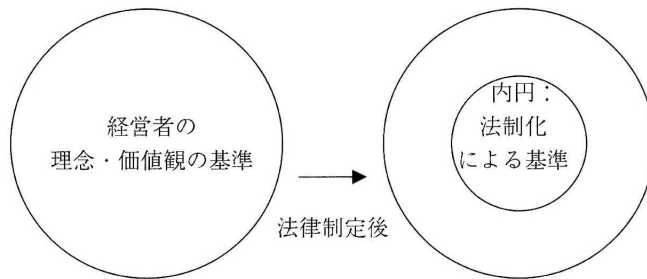 経営者の
理念・価値観の基準
法律制定後
内円：
法制化
による基準